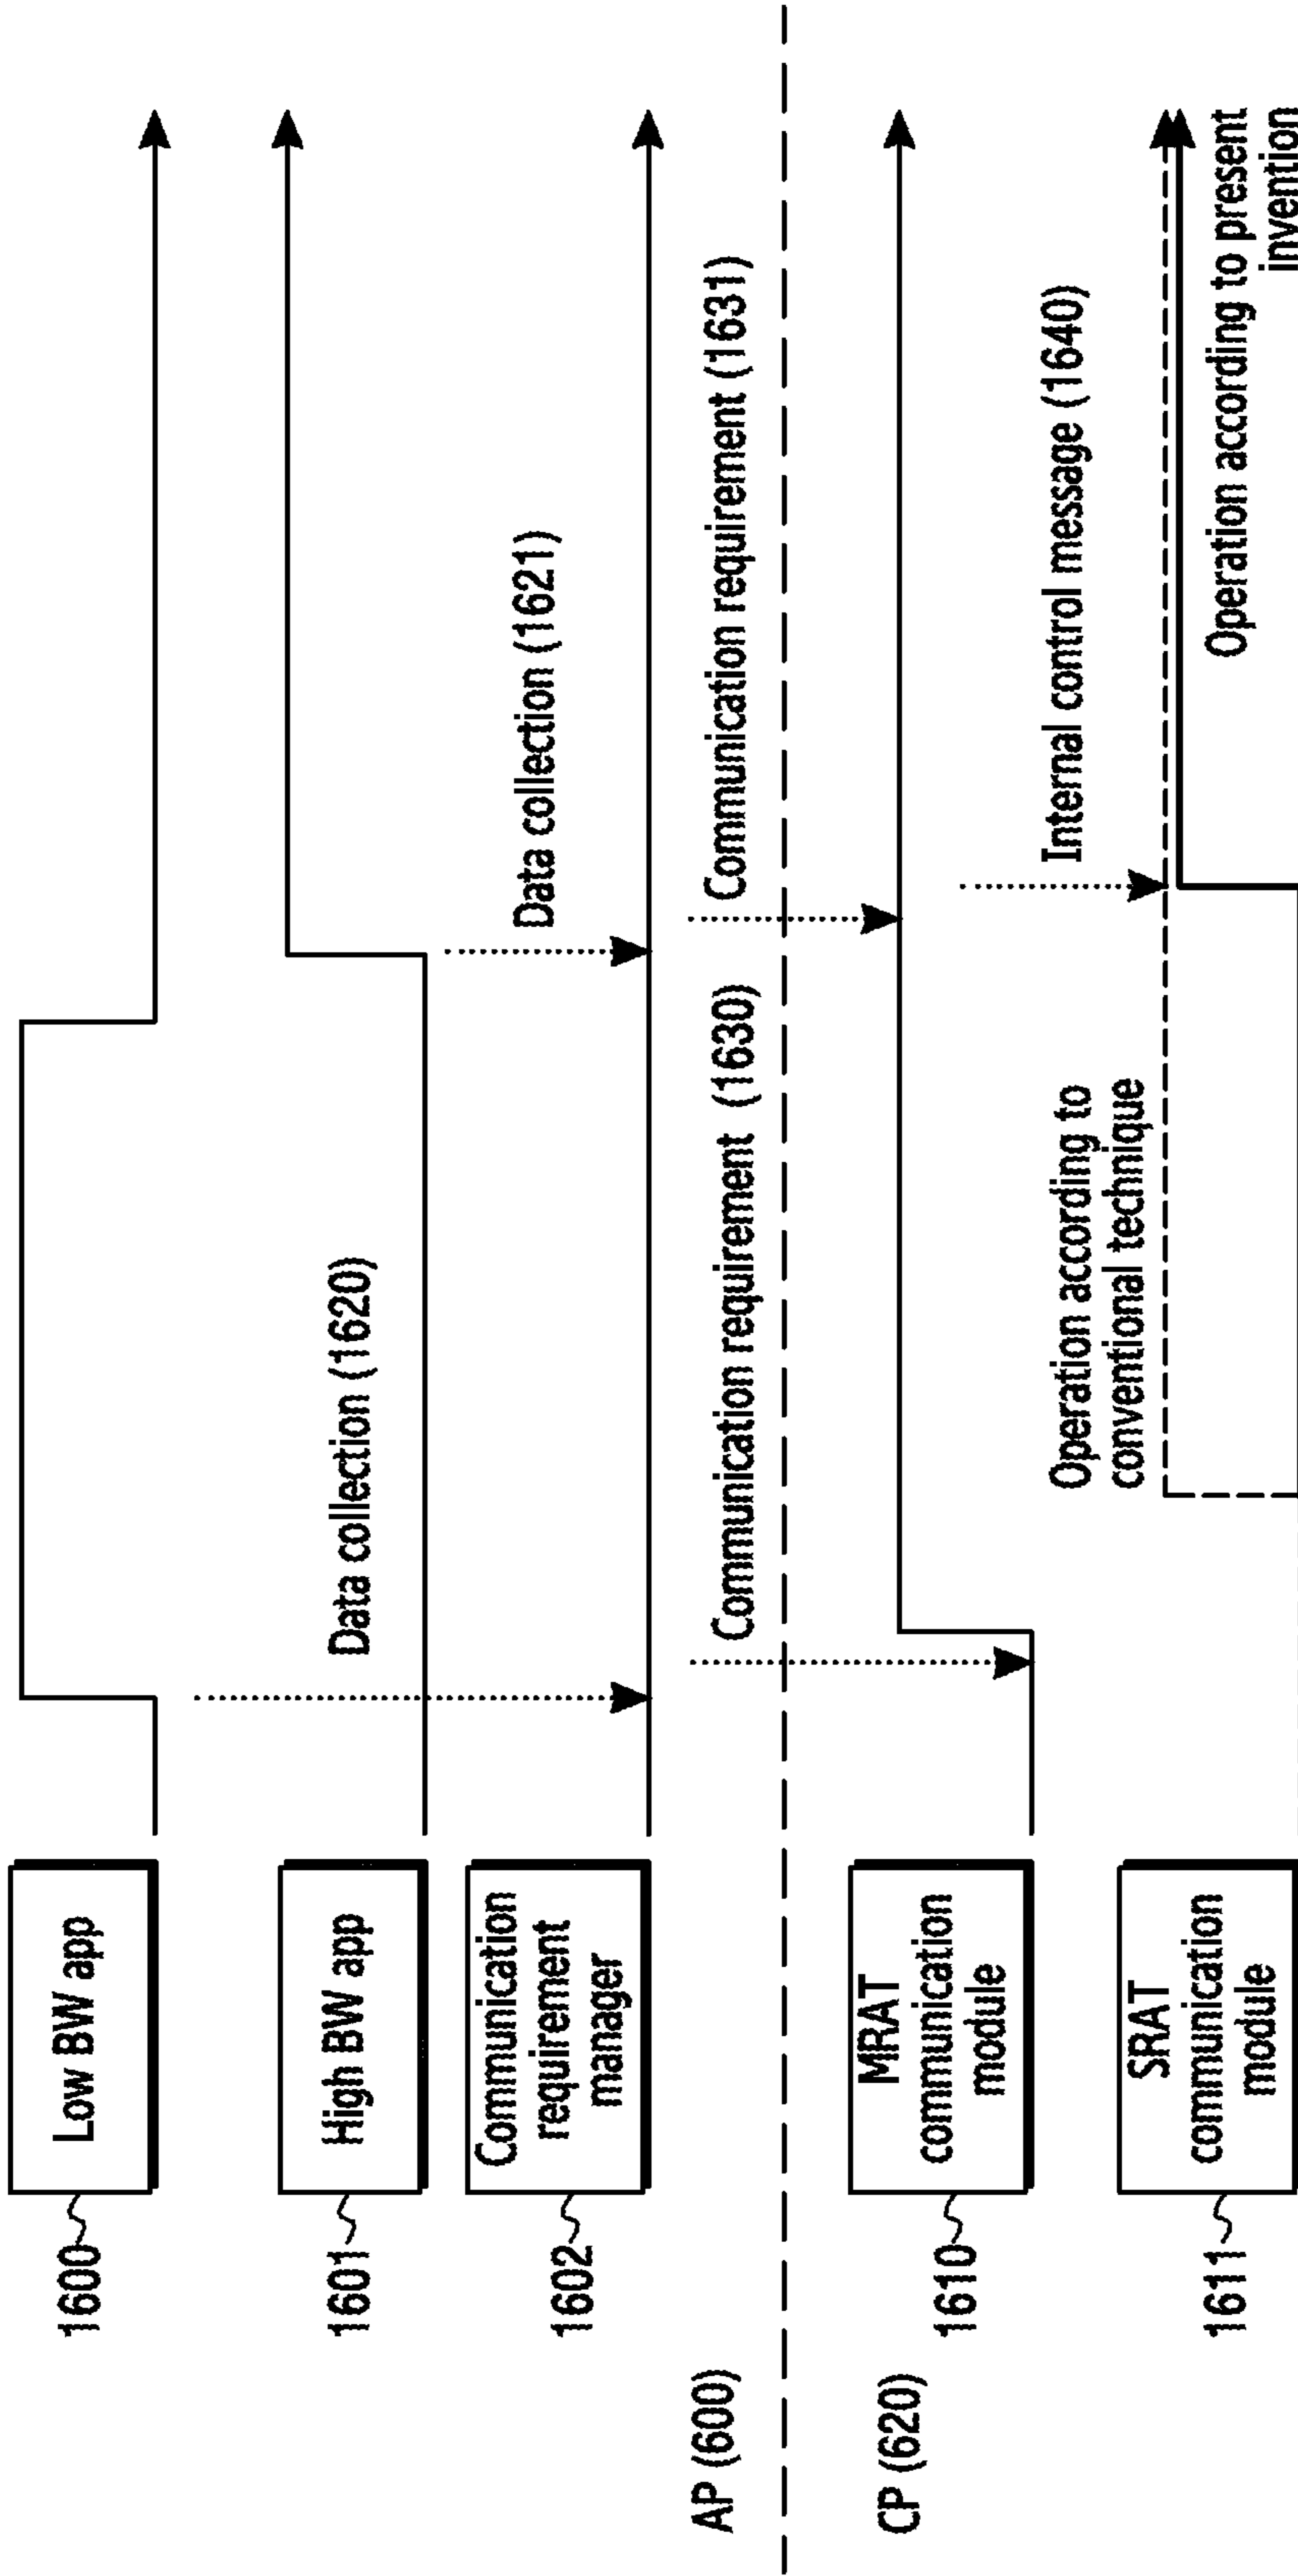 1600
Low BW app
1601
High BW app
Data collection (1620)
1602
Communication
requirement
manager
Data collection (1621)
AP (600)
Communication requirement (1630)
Communication requirement (1631)
CP (620)
1610
MRAT
communication
module
Internal control message (1640)
Operation according to
conventional technique
1611
SRAT
communication
module
Operation according to present
invention